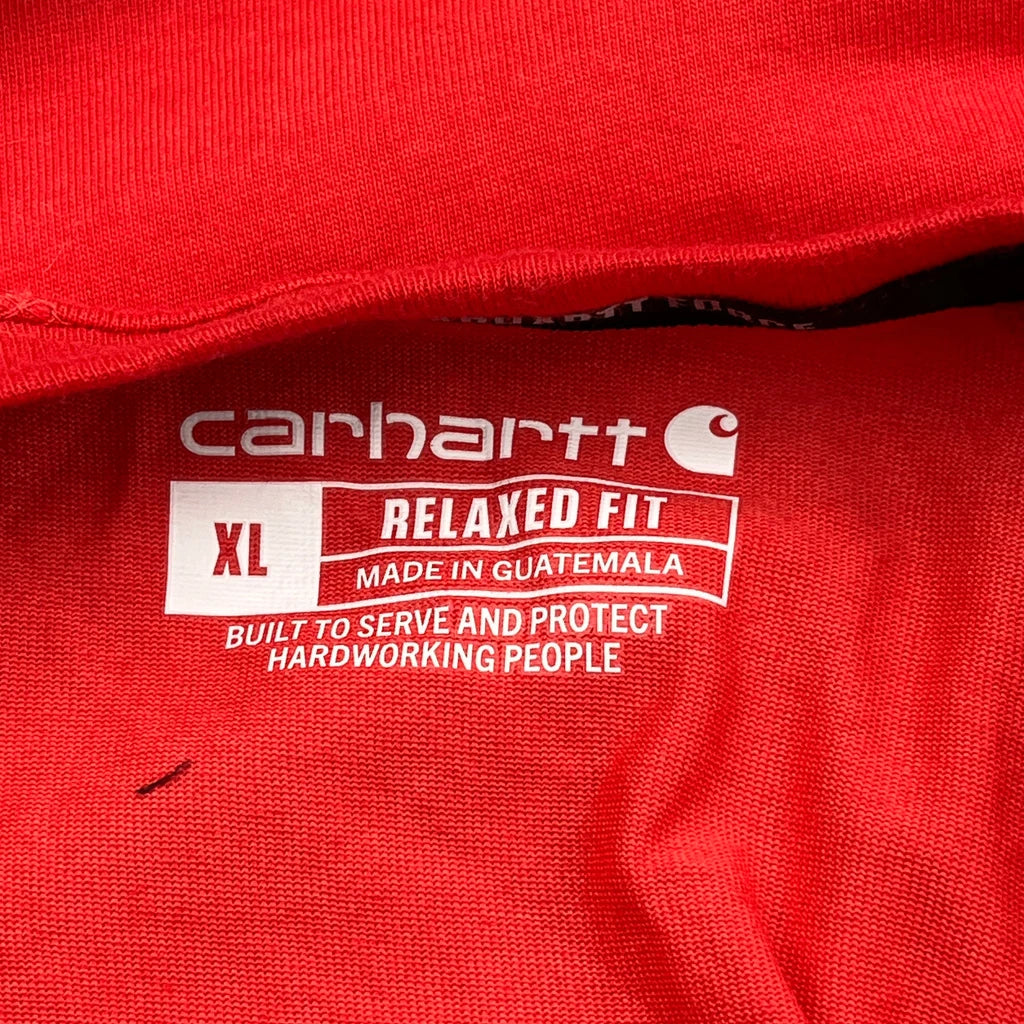 carhartt
XL
RELAXED FIT
MADE IN GUATEMALA
BUILT TO SERVE AND PROTECT
HARDWORKING PEOPLE